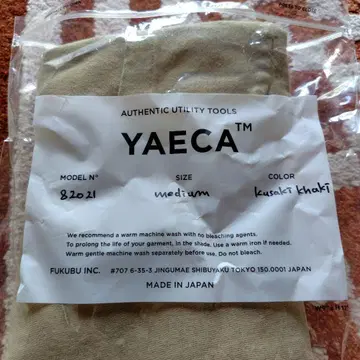 AUTHENTIC UTILITY TOOLS
YAECA™
MODEL N° SIZE COLOR
82021 medium kusaki khaki
We recommend a warm machine wash with no bleaching agents.
To prolong the life of your garment, in the shade. Use a warm iron if needed.
Warm gentle machine wash separately before use. Do not bleach.
FUKUBU INC. #707 6-35-3 JINGUMAE SHIBUYAKU TOKYO 150.0001 JAPAN
MADE IN JAPAN